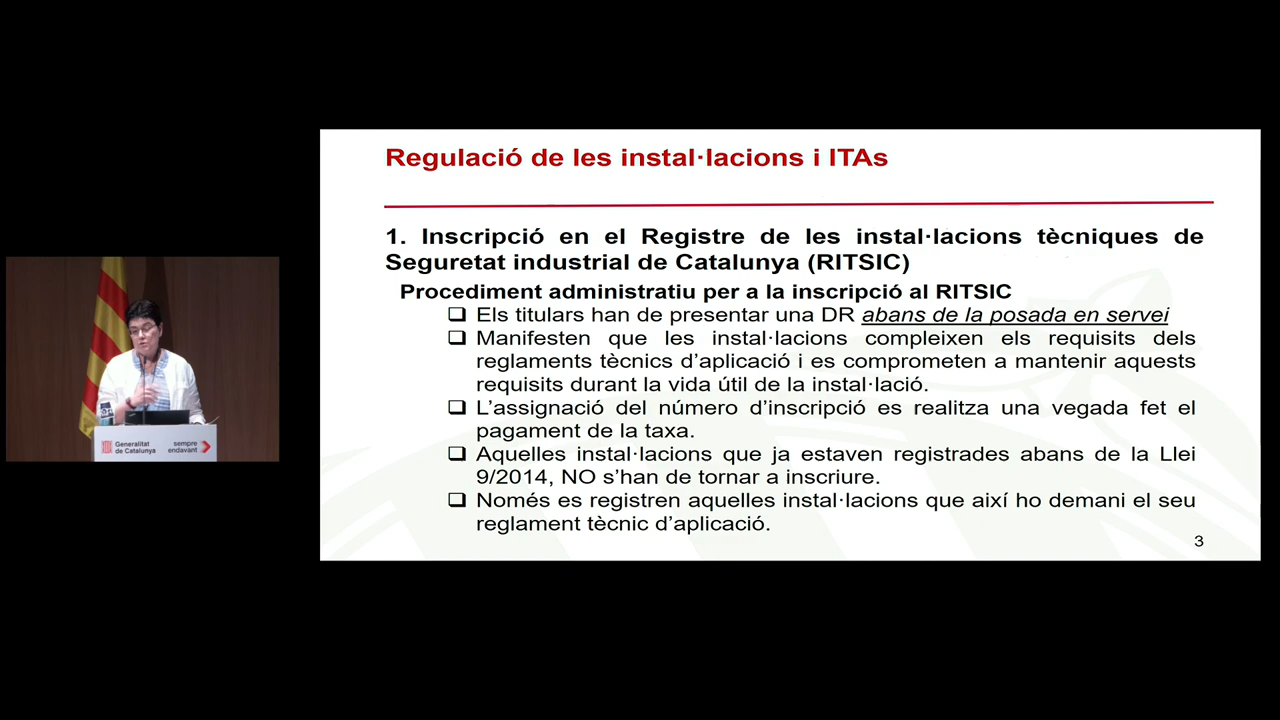 Regulació de les instal·lacions i ITAs
1. Inscripció en el Registre de les instal·lacions tècniques de
Seguretat industrial de Catalunya (RITSIC)
Procediment administratiu per a la inscripció al RITSIC
❑ Els titulars han de presentar una DR abans de la posada en servei
❑ Manifesten que les instal·lacions compleixen els requisits dels
reglaments tècnics d’aplicació i es comprometen a mantenir aquests
requisits durant la vida útil de la instal·lació.
❑ L’assignació del número d’inscripció es realitza una vegada fet el
pagament de la taxa.
❑ Aquelles instal·lacions que ja estaven registrades abans de la Llei
9/2014, NO s’han de tornar a inscriure.
❑ Només es registren aquelles instal·lacions que així ho demani el seu
reglament tècnic d’aplicació.
3
Generalitat
de Catalunya
sempre
endavant